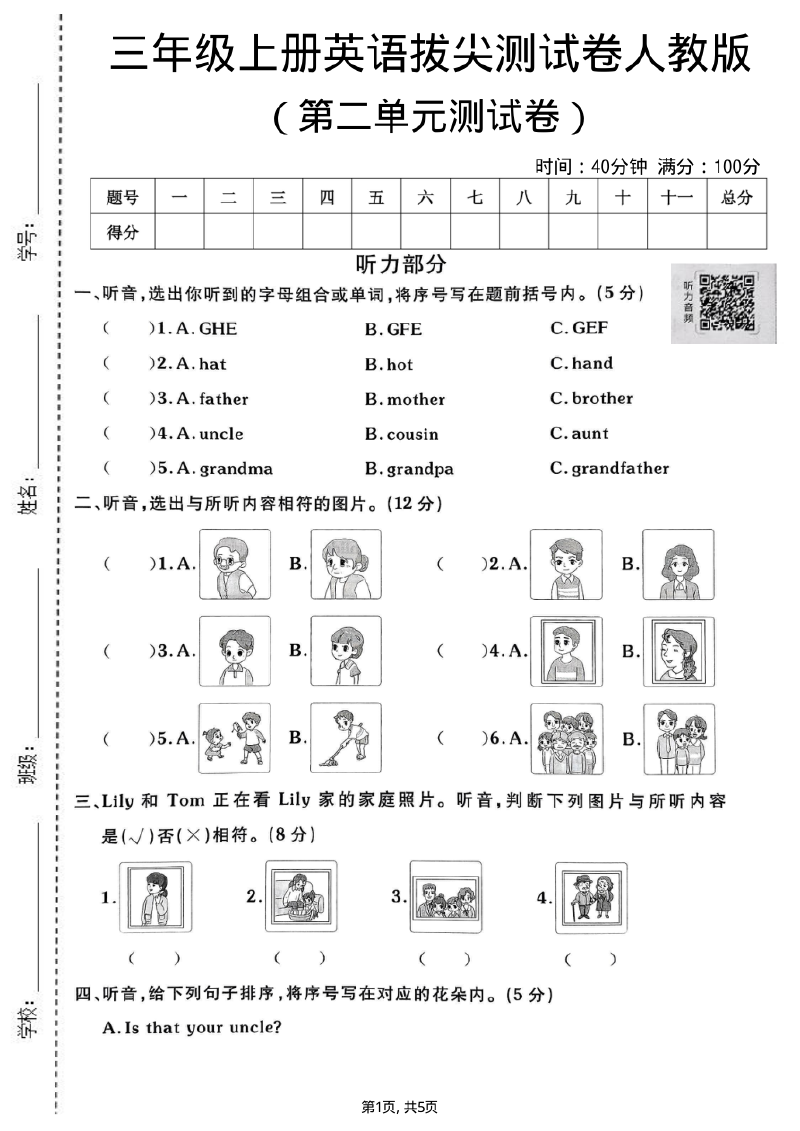 三年级上册英语拔尖测试卷人教版
（第二单元测试卷）
时间：40分钟 满分：100分
题号 一 二 三 四 五 六 七 八 九 十 十一 总分
得分
听力部分
听力音频
一、听音,选出你听到的字母组合或单词,将序号写在题前括号内。(5分)
( )1. A. GHE B. GFE C. GEF
( )2. A. hat B. hot C. hand
( )3. A. father B. mother C. brother
( )4. A. uncle B. cousin C. aunt
( )5. A. grandma B. grandpa C. grandfather
二、听音,选出与所听内容相符的图片。(12分)
( )1. A. B. ( )2. A. B.
( )3. A. B. ( )4. A. B.
( )5. A. B. ( )6. A. B.
三、Lily 和 Tom 正在看 Lily 家的家庭照片。听音,判断下列图片与所听内容
是(√)否(×)相符。(8分)
1. 2. 3. 4.
( ) ( ) ( ) ( )
四、听音,给下列句子排序,将序号写在对应的花朵内。(5分)
A. Is that your uncle?
第1页, 共5页
学号：
姓名：
班级：
学校：